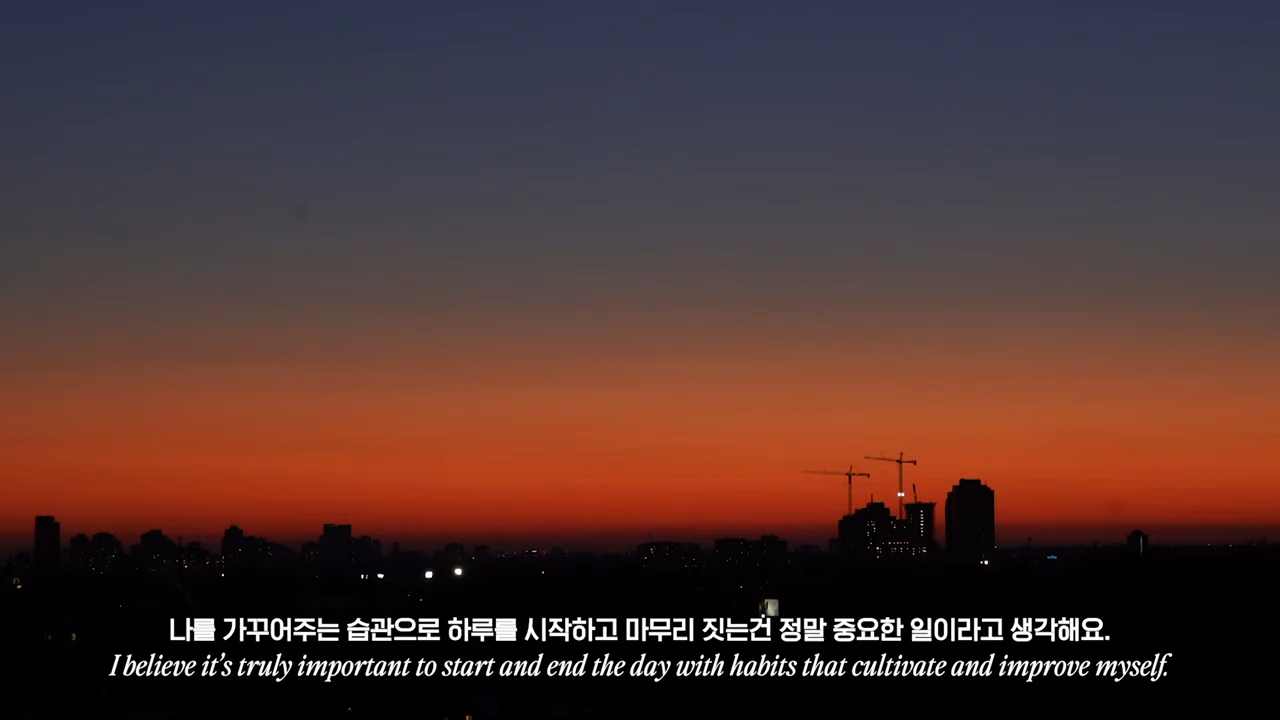 나를 가꾸어주는 습관으로 하루를 시작하고 마무리 짓는건 정말 중요한 일이라고 생각해요.
I believe it's truly important to start and end the day with habits that cultivate and improve myself.